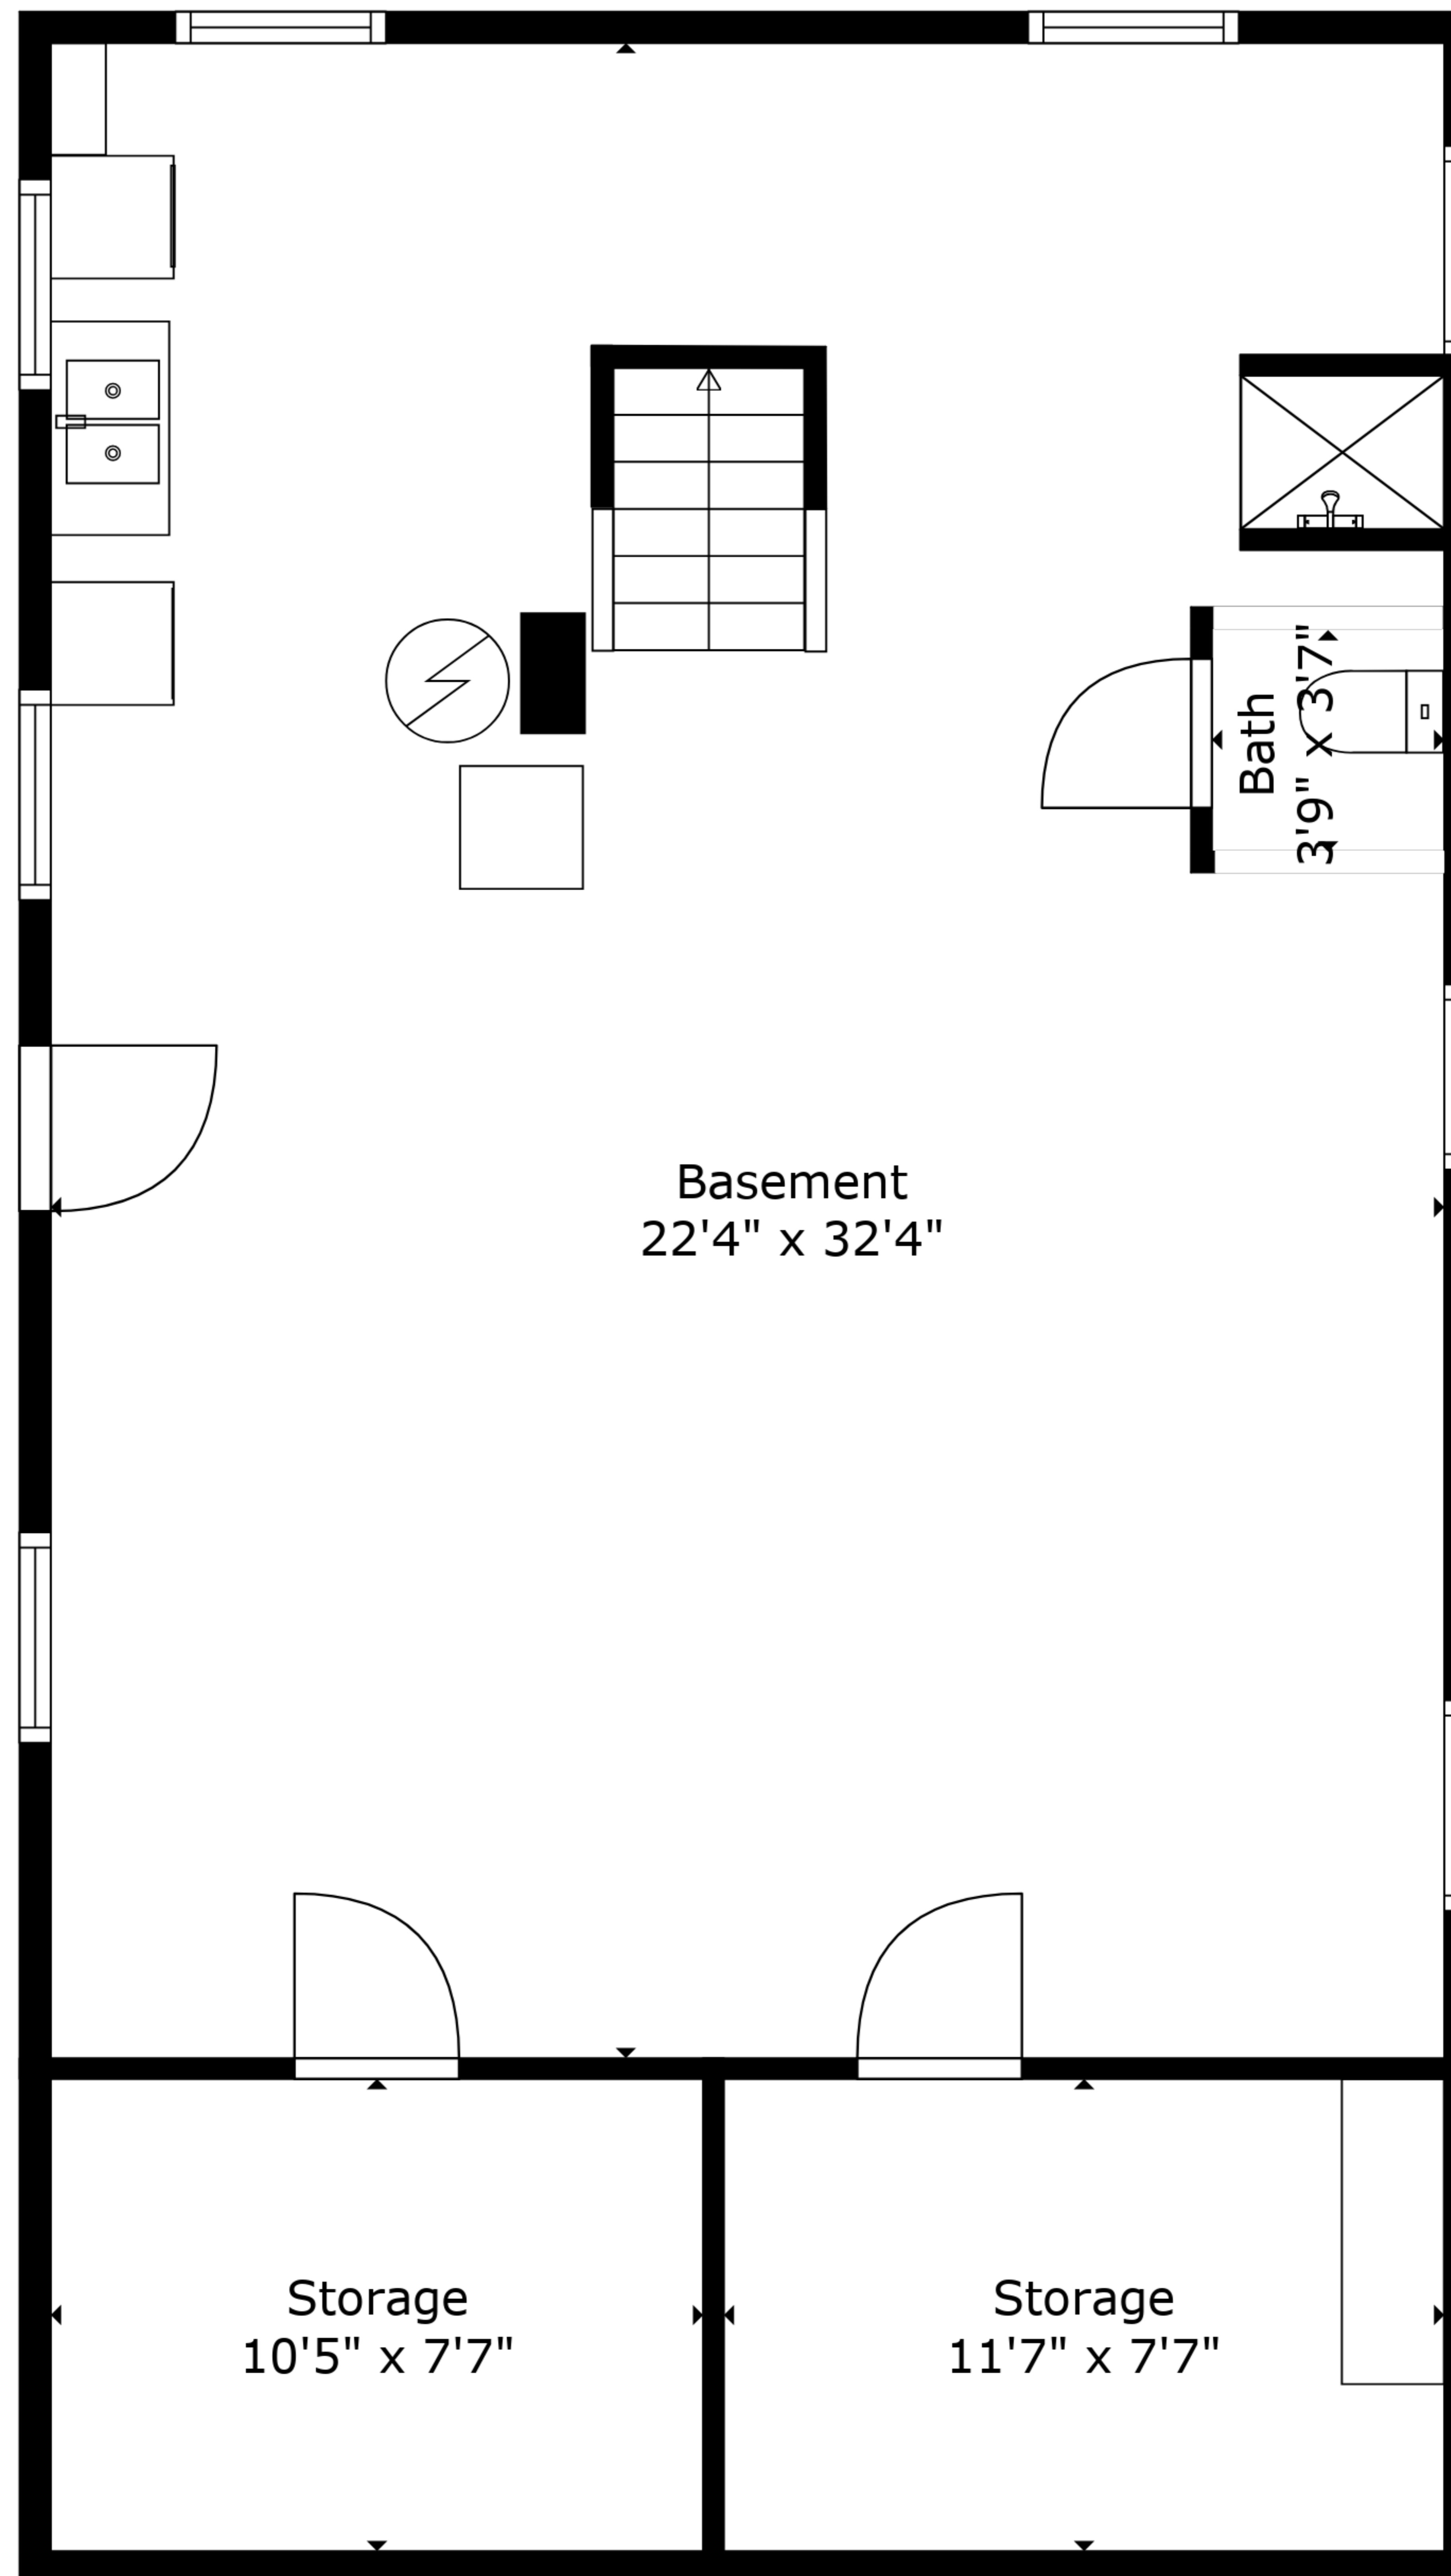 Bath
3'9" x 3'7"
Basement
22'4" x 32'4"
Storage
10'5" x 7'7"
Storage
11'7" x 7'7"